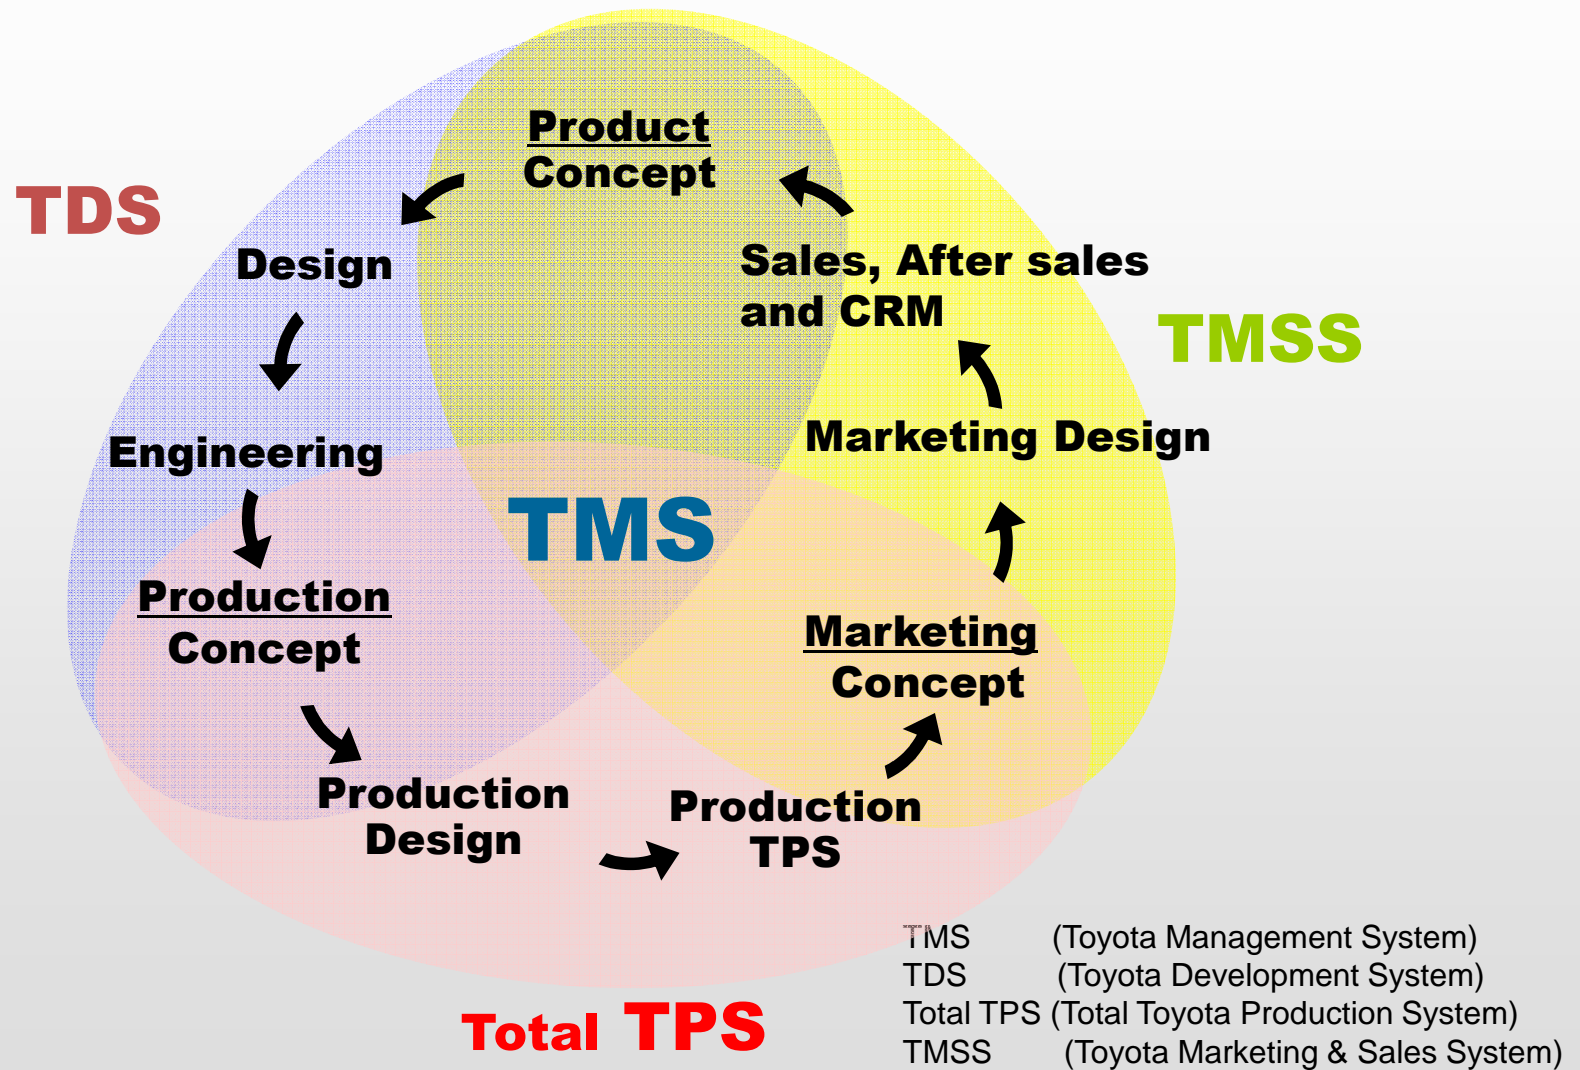 Product
Concept
TDS
Design
Sales, After sales
and CRM
TMSS
Engineering
Marketing Design
TMS
Production
Concept
Marketing
Concept
Production
Design
Production
TPS
Total TPS
TMS (Toyota Management System)
TDS (Toyota Development System)
Total TPS (Total Toyota Production System)
TMSS (Toyota Marketing & Sales System)